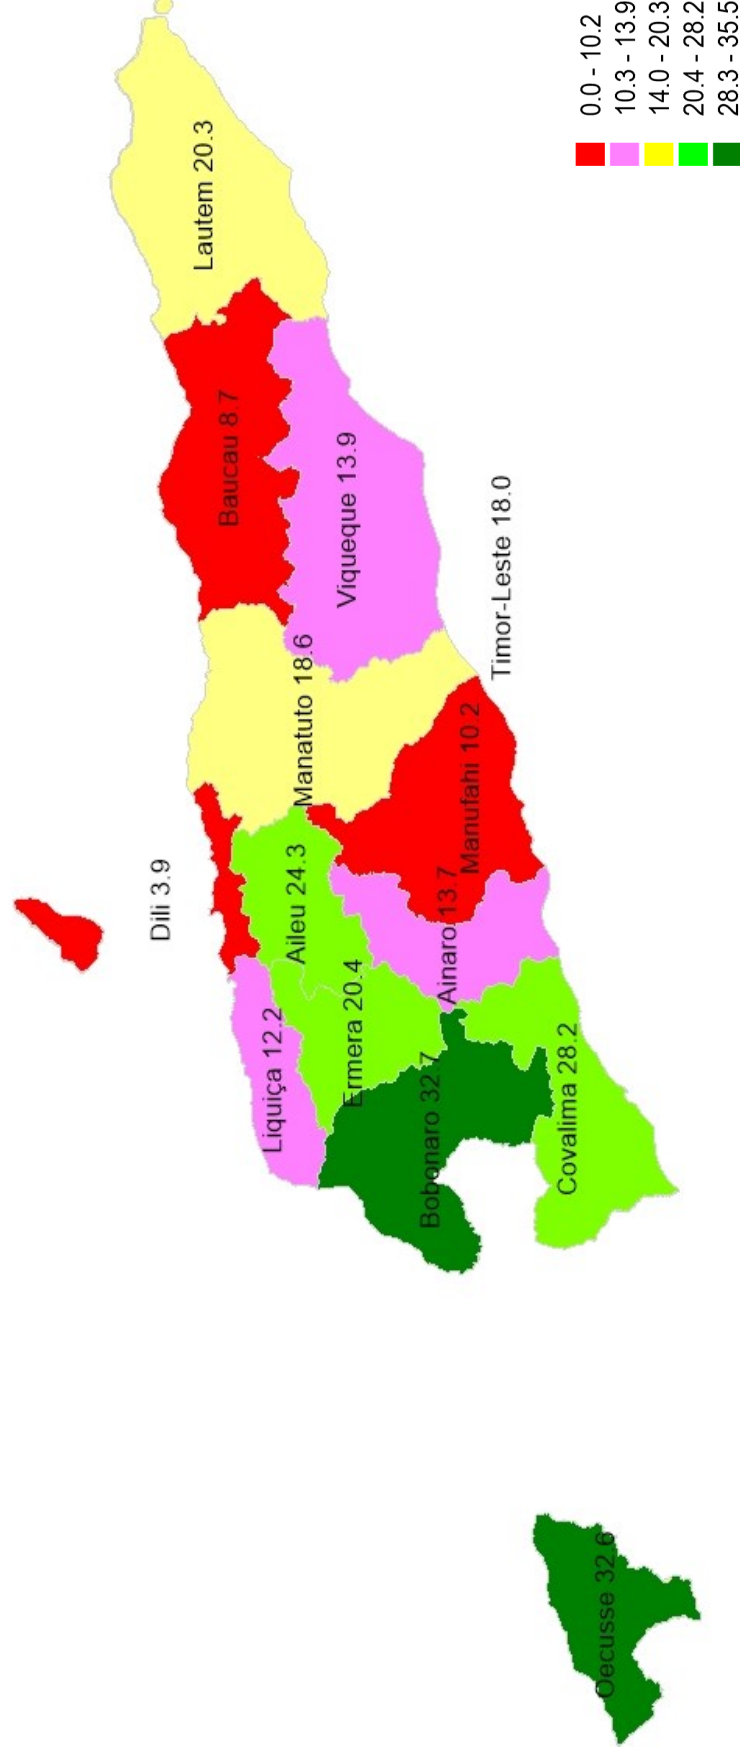 Lautem 20.3
Baucau 8.7
Viqueque 13.9
Manatuto 18.6
Dili 3.9
Aileu 24.3
Manufahi 10.2
Timor-Leste 18.0
Liquiça 12.2
Ermera 20.4
Ainaro 13.7
Bobonaro 32.7
Covalima 28.2
Oecusse 32.6
0.0 - 10.2
10.3 - 13.9
14.0 - 20.3
20.4 - 28.2
28.3 - 35.5